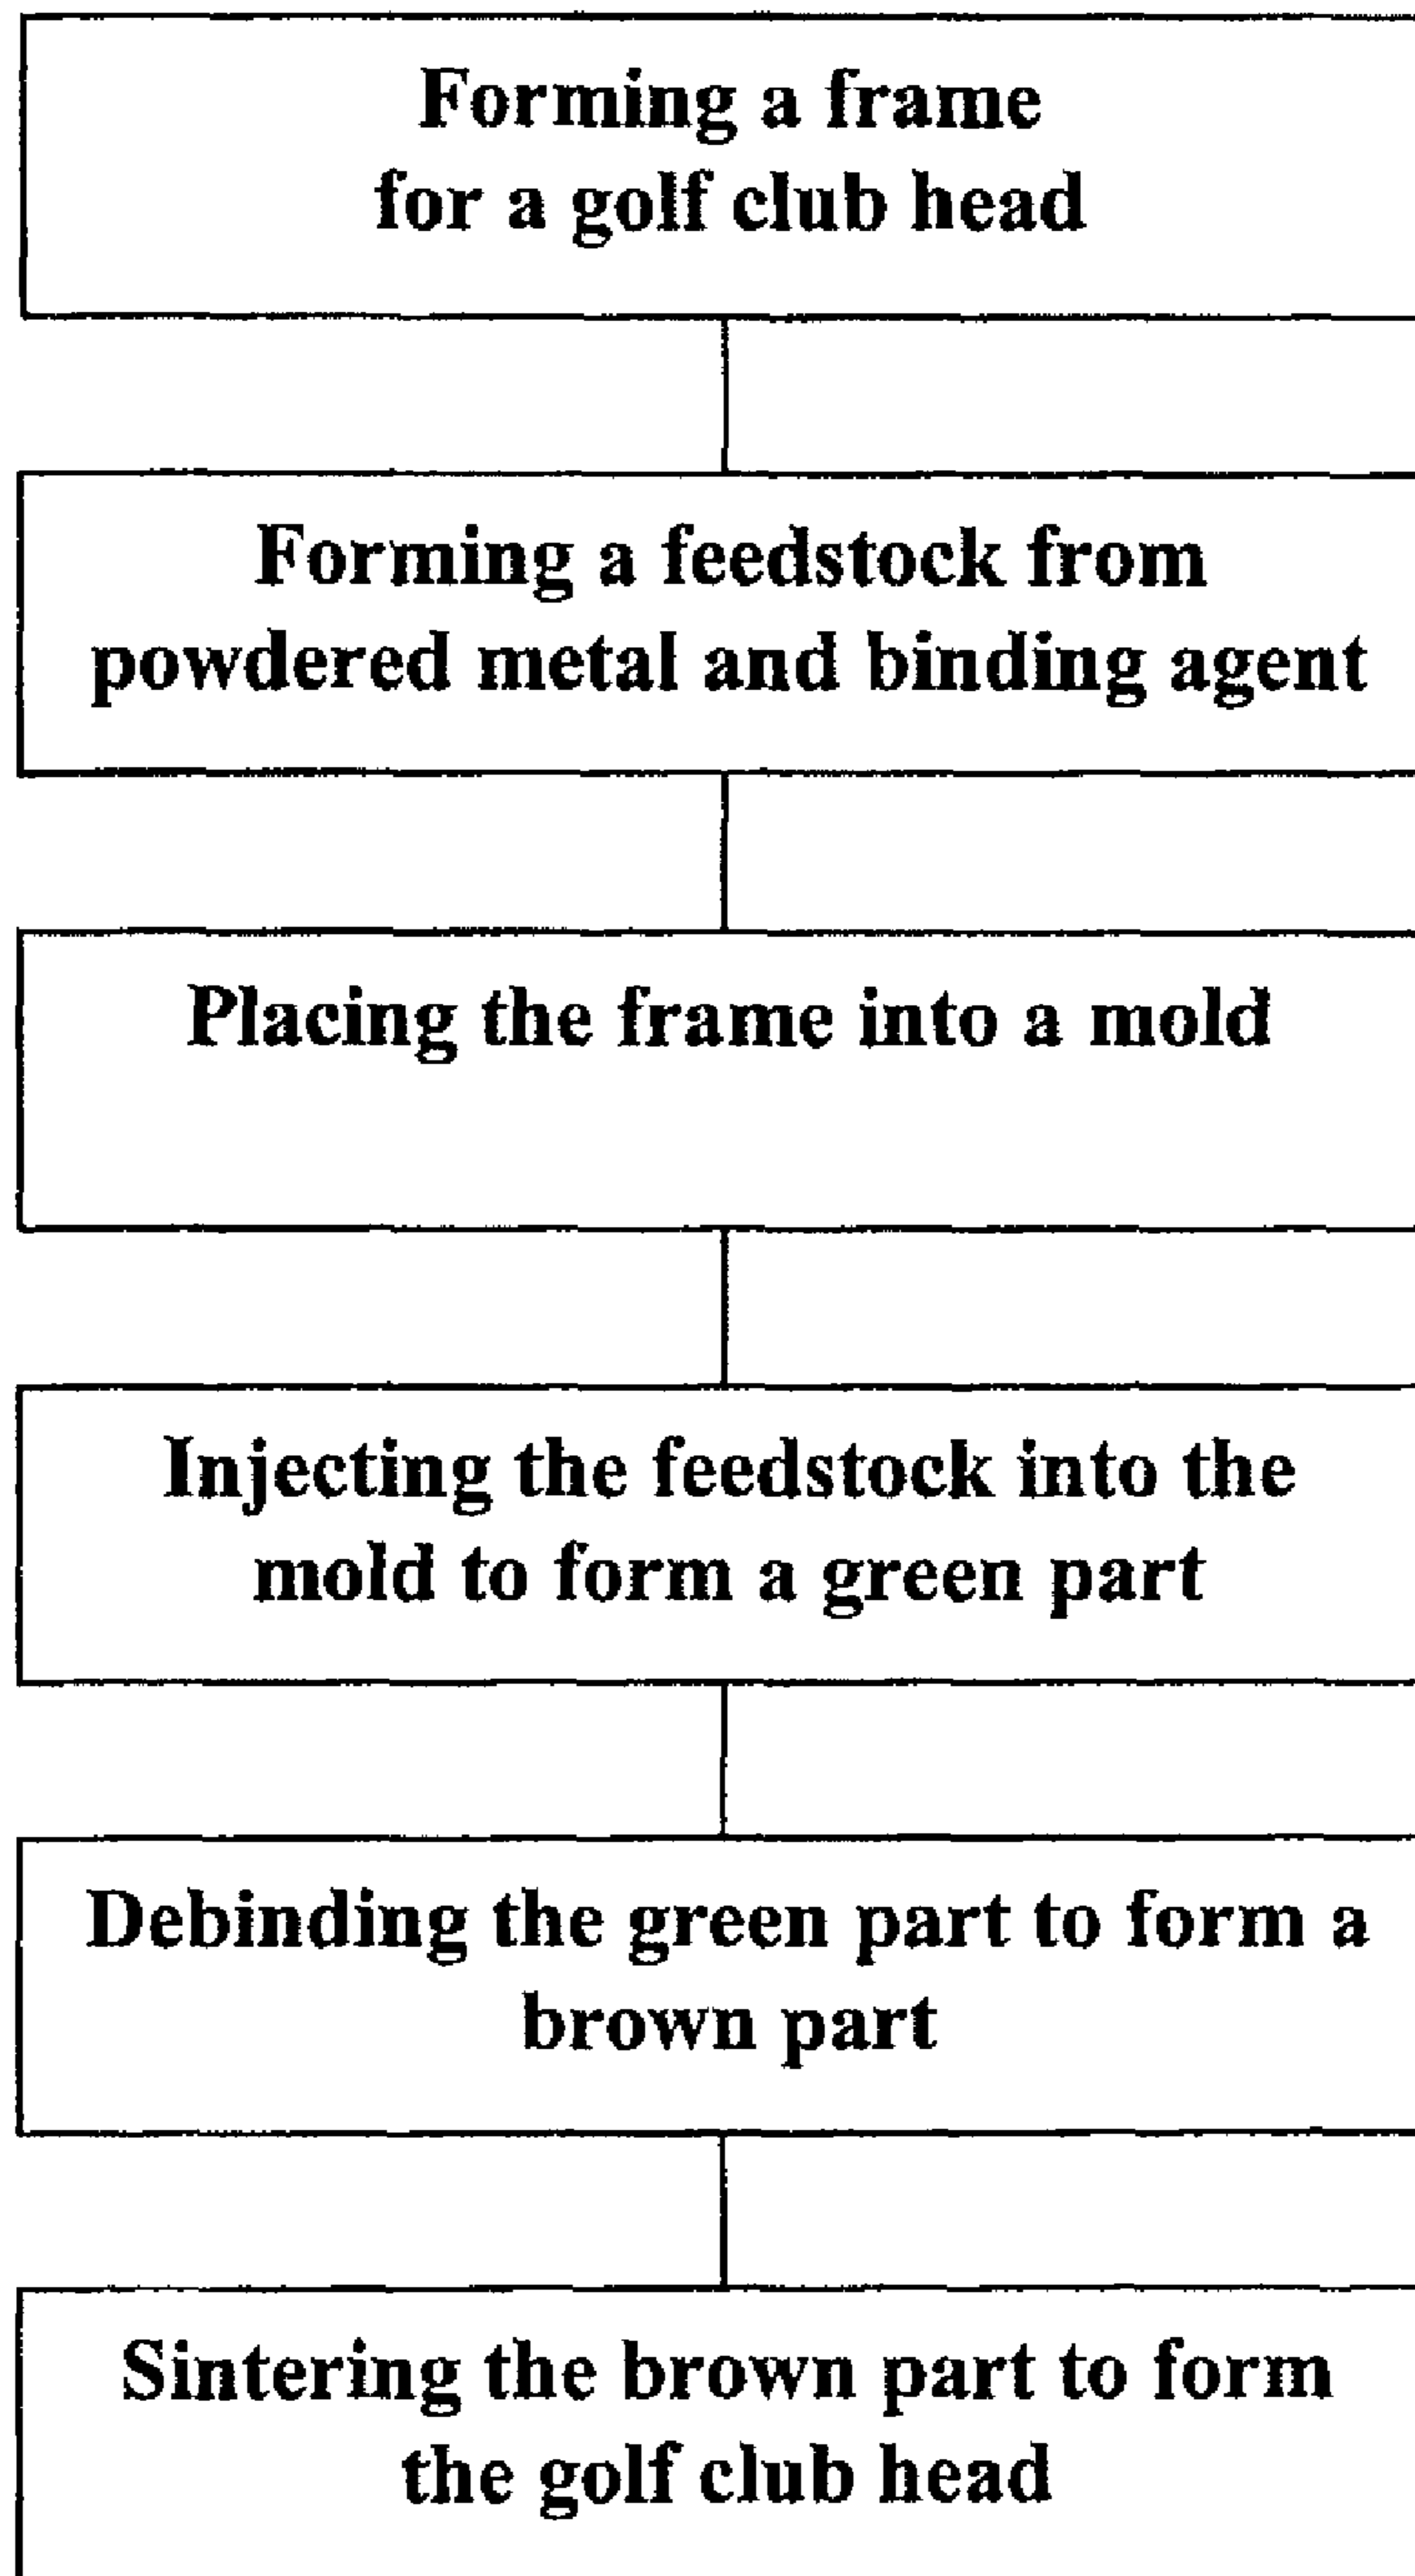 Forming a frame
for a golf club head
Forming a feedstock from
powdered metal and binding agent
Placing the frame into a mold
Injecting the feedstock into the
mold to form a green part
Debinding the green part to form a
brown part
Sintering the brown part to form
the golf club head